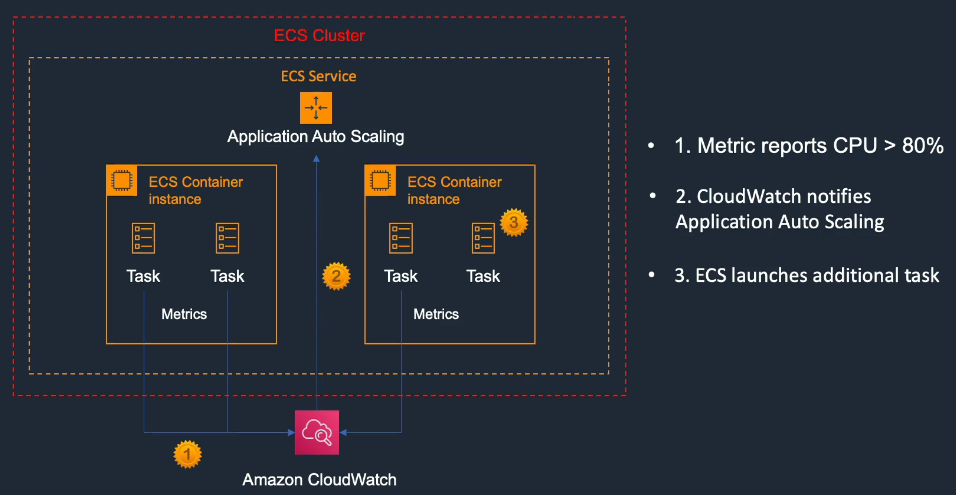 ECS Cluster
ECS Service
Application Auto Scaling
ECS Container
instance
Task
Task
Metrics
ECS Container
instance
3
Task
Task
Metrics
2
1
Amazon CloudWatch
• 1. Metric reports CPU > 80%
• 2. CloudWatch notifies
Application Auto Scaling
• 3. ECS launches additional task